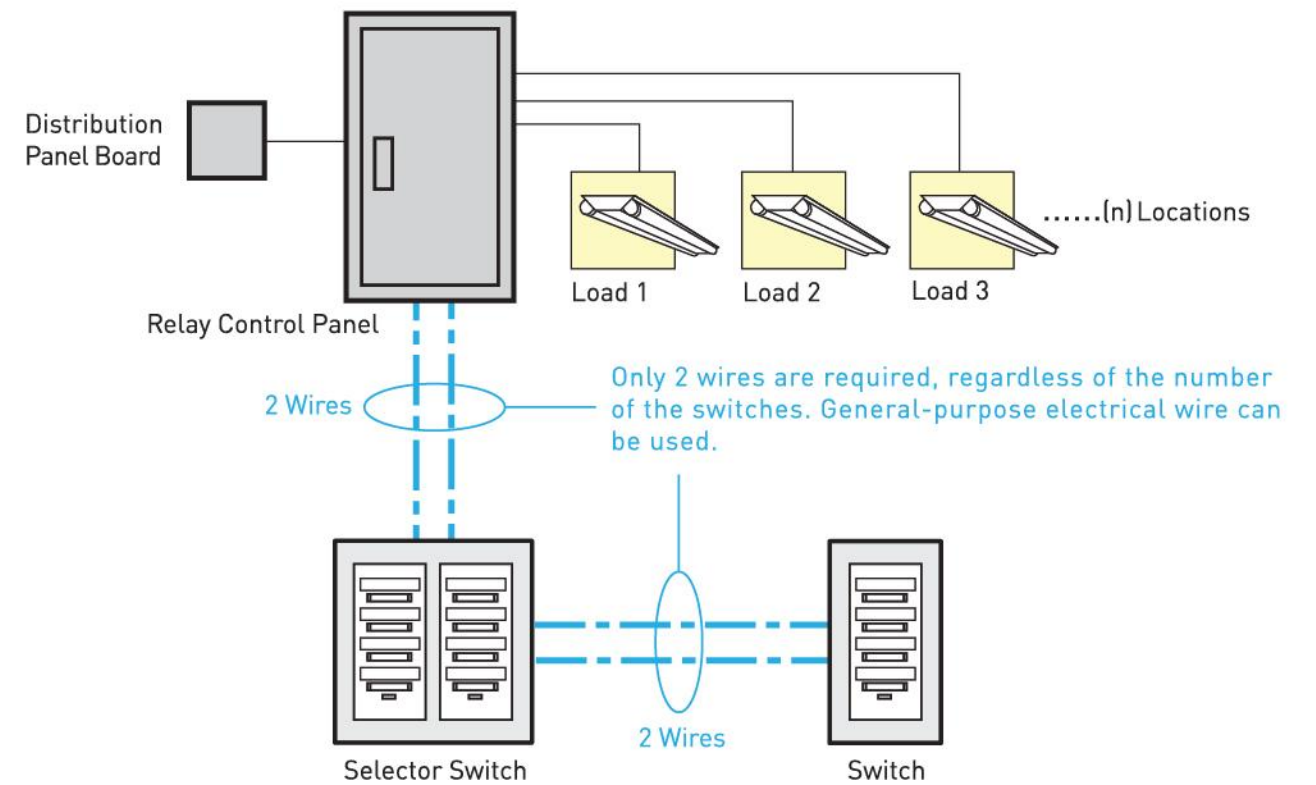 Distribution
Panel Board
......(n) Locations
Load 1
Load 2
Load 3
Relay Control Panel
2 Wires
Only 2 wires are required, regardless of the number
of the switches. General-purpose electrical wire can
be used.
2 Wires
Selector Switch
Switch